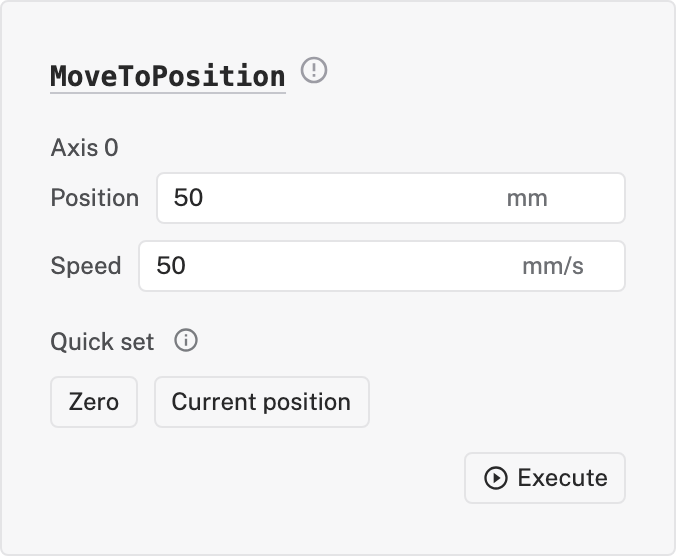 MoveToPosition
Axis 0
Position 50 mm
Speed 50 mm/s
Quick set
Zero Current position
Execute